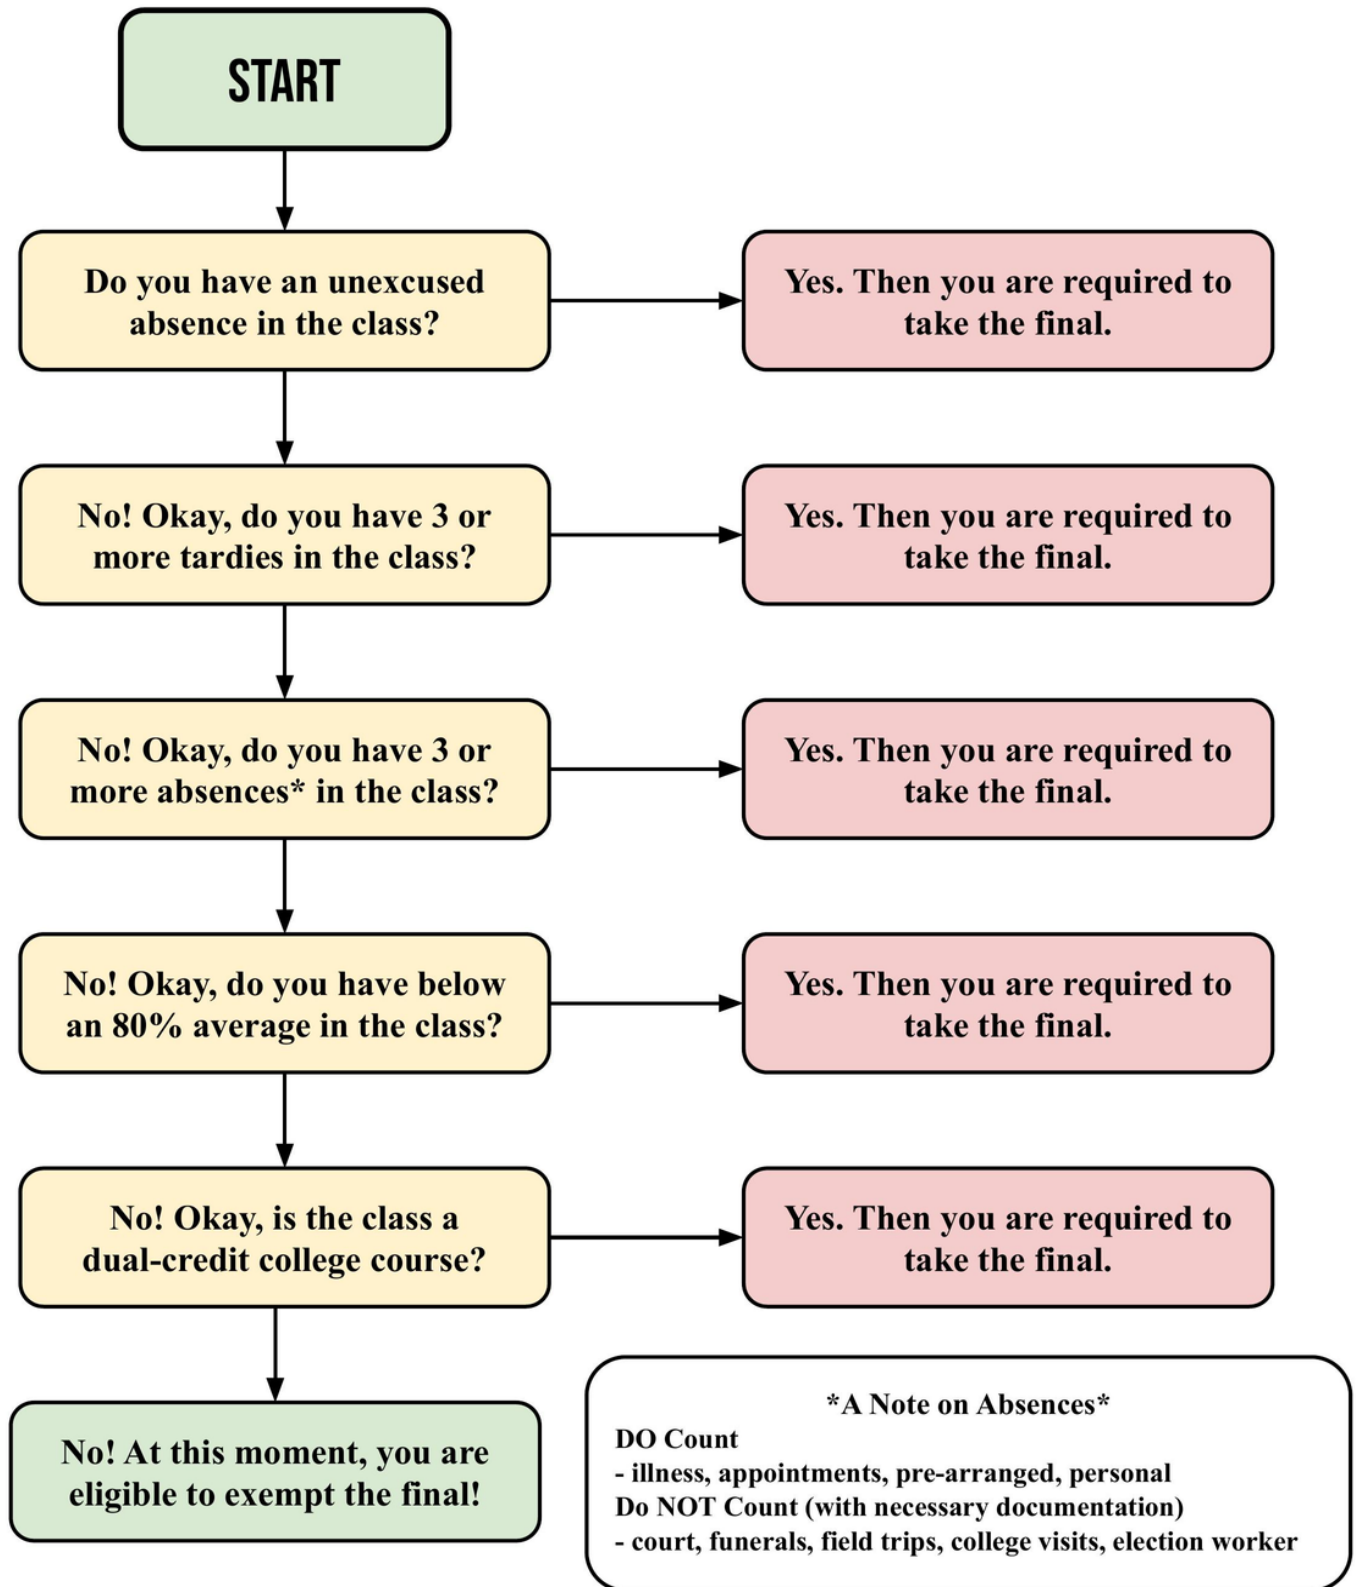 START
Do you have an unexcused
absence in the class?
Yes. Then you are required to
take the final.
No! Okay, do you have 3 or
more tardies in the class?
Yes. Then you are required to
take the final.
No! Okay, do you have 3 or
more absences* in the class?
Yes. Then you are required to
take the final.
No! Okay, do you have below
an 80% average in the class?
Yes. Then you are required to
take the final.
No! Okay, is the class a
dual-credit college course?
Yes. Then you are required to
take the final.
No! At this moment, you are
eligible to exempt the final!
*A Note on Absences*
DO Count
- illness, appointments, pre-arranged, personal
Do NOT Count (with necessary documentation)
- court, funerals, field trips, college visits, election worker